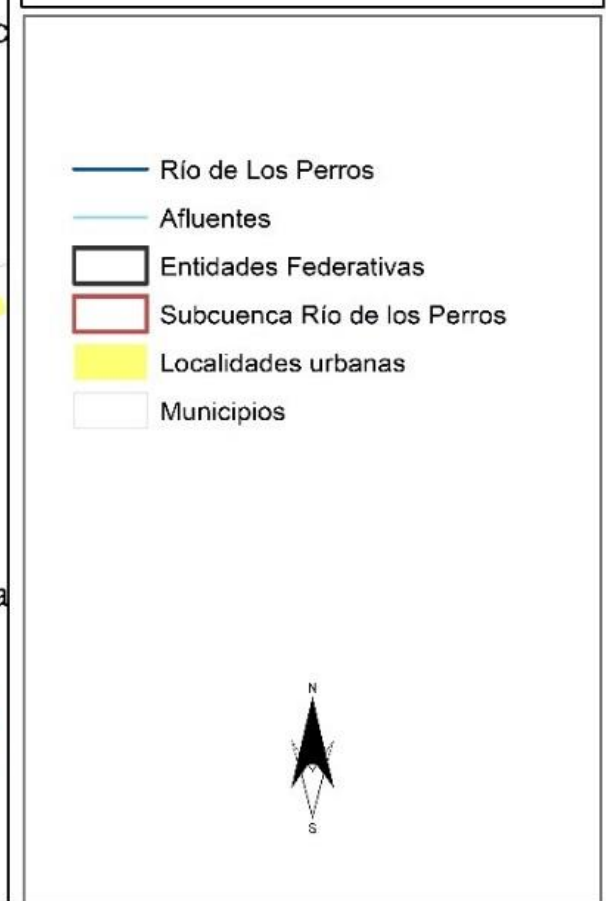 Río de Los Perros
Afluentes
Entidades Federativas
Subcuenca Río de los Perros
Localidades urbanas
Municipios
N
S